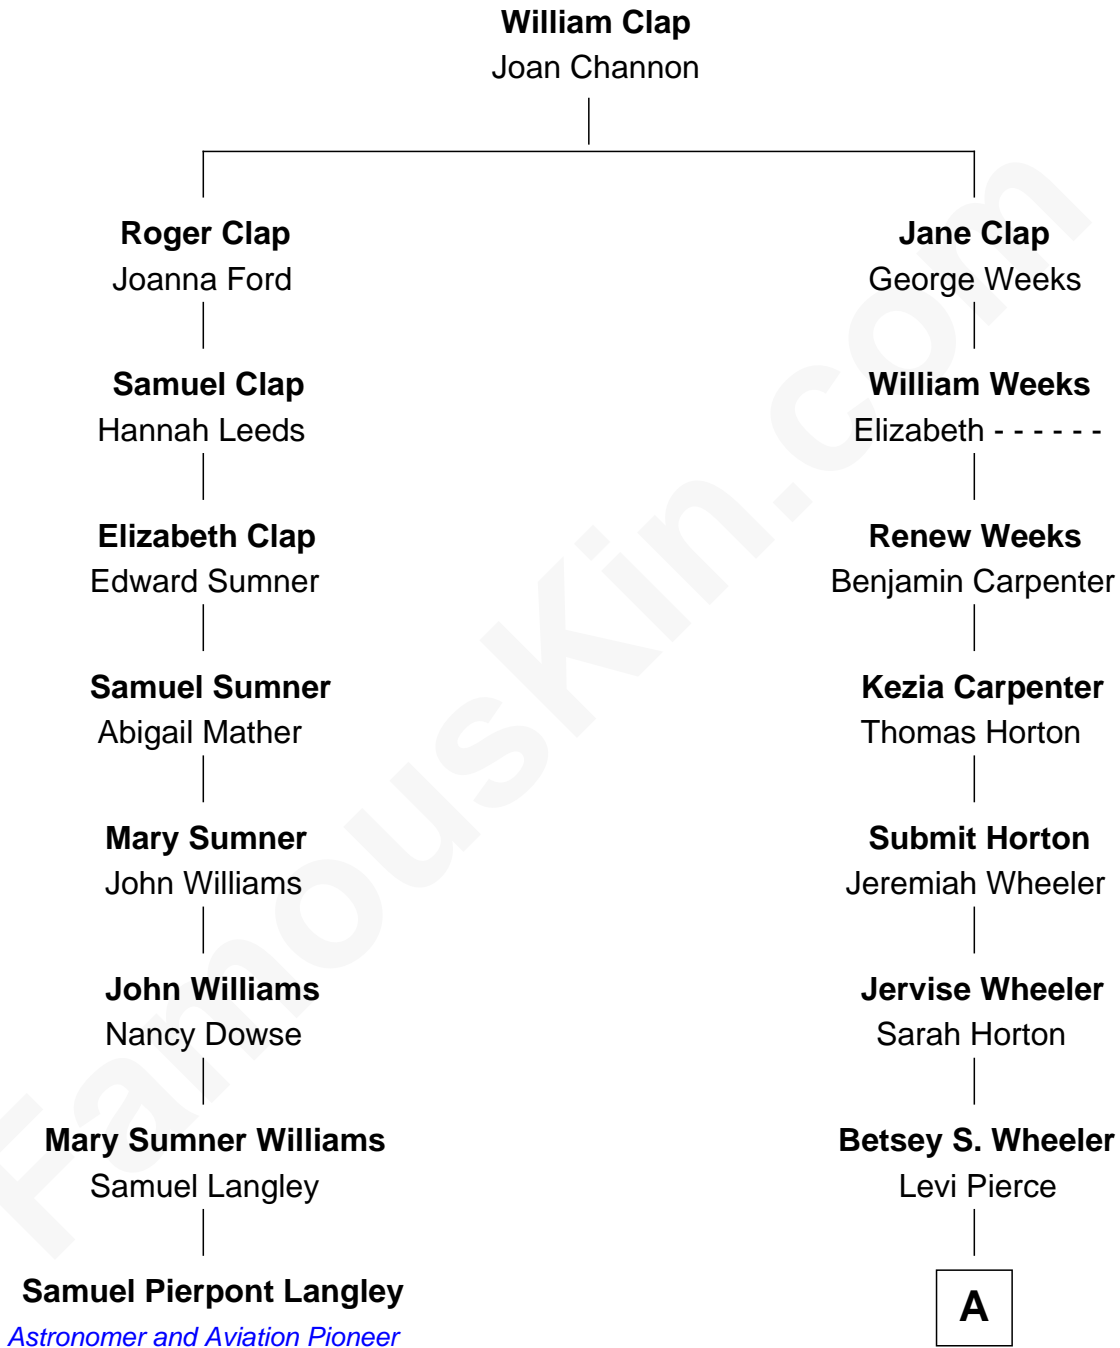 William Clap
Joan Channon
Roger Clap
Joanna Ford
Jane Clap
George Weeks
Samuel Clap
Hannah Leeds
William Weeks
Elizabeth - - - - - -
Elizabeth Clap
Edward Sumner
Renew Weeks
Benjamin Carpenter
Samuel Sumner
Abigail Mather
Kezia Carpenter
Thomas Horton
Mary Sumner
John Williams
Submit Horton
Jeremiah Wheeler
John Williams
Nancy Dowse
Jervise Wheeler
Sarah Horton
Mary Sumner Williams
Samuel Langley
Betsey S. Wheeler
Levi Pierce
Samuel Pierpont Langley
Astronomer and Aviation Pioneer
A
FamousKin.com